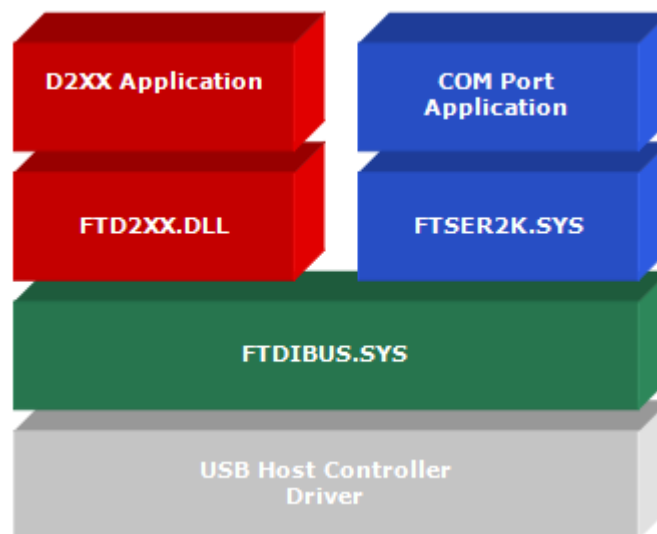 D2XX Application
COM Port
Application
FTD2XX.DLL
FTSER2K.SYS
FTDIBUS.SYS
USB Host Controller
Driver